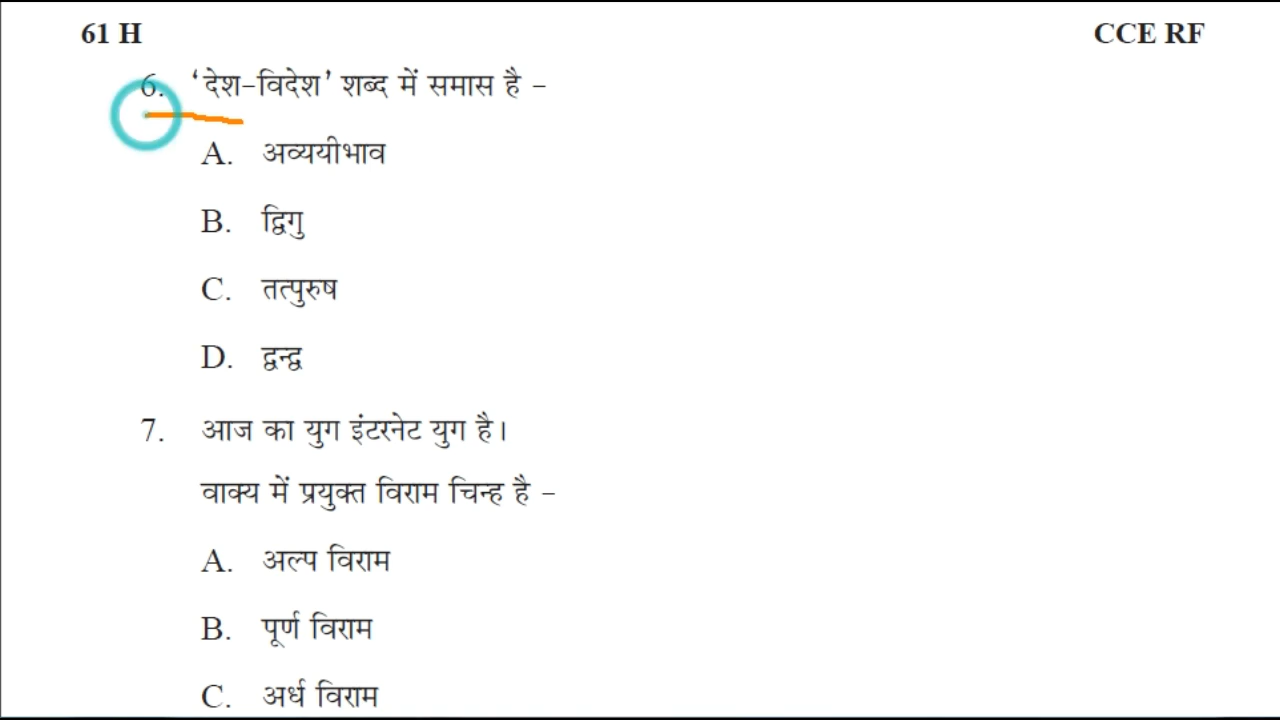 61 H CCE RF
6. ‘देश-विदेश’ शब्द में समास है –
A. अव्ययीभाव
B. द्विगु
C. तत्पुरुष
D. द्वन्द्व
7. आज का युग इंटरनेट युग है।
वाक्य में प्रयुक्त विराम चिन्ह है –
A. अल्प विराम
B. पूर्ण विराम
C. अर्ध विराम